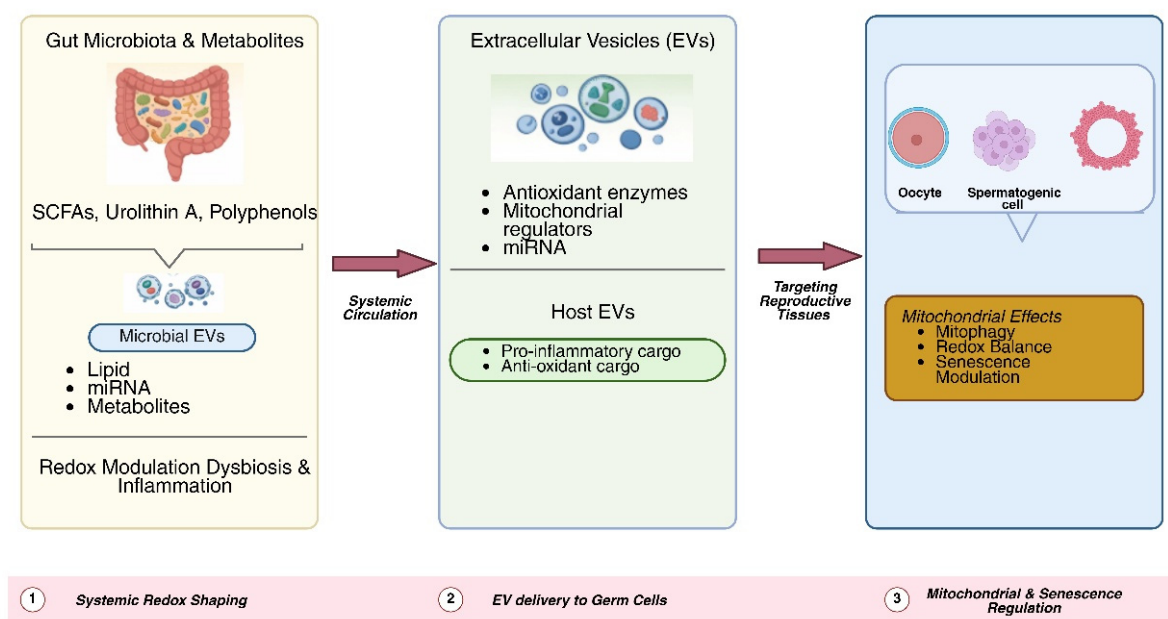 Gut Microbiota & Metabolites
SCFAs, Urolithin A, Polyphenols
Microbial EVs
• Lipid
• miRNA
• Metabolites
Redox Modulation Dysbiosis &
Inflammation
Systemic
Circulation
Extracellular Vesicles (EVs)
• Antioxidant enzymes
• Mitochondrial
regulators
• miRNA
Host EVs
• Pro-inflammatory cargo
• Anti-oxidant cargo
Targeting
Reproductive
Tissues
Oocyte
Spermatogenic
cell
Mitochondrial Effects
• Mitophagy
• Redox Balance
• Senescence
Modulation
1 Systemic Redox Shaping
2 EV delivery to Germ Cells
3 Mitochondrial & Senescence
Regulation